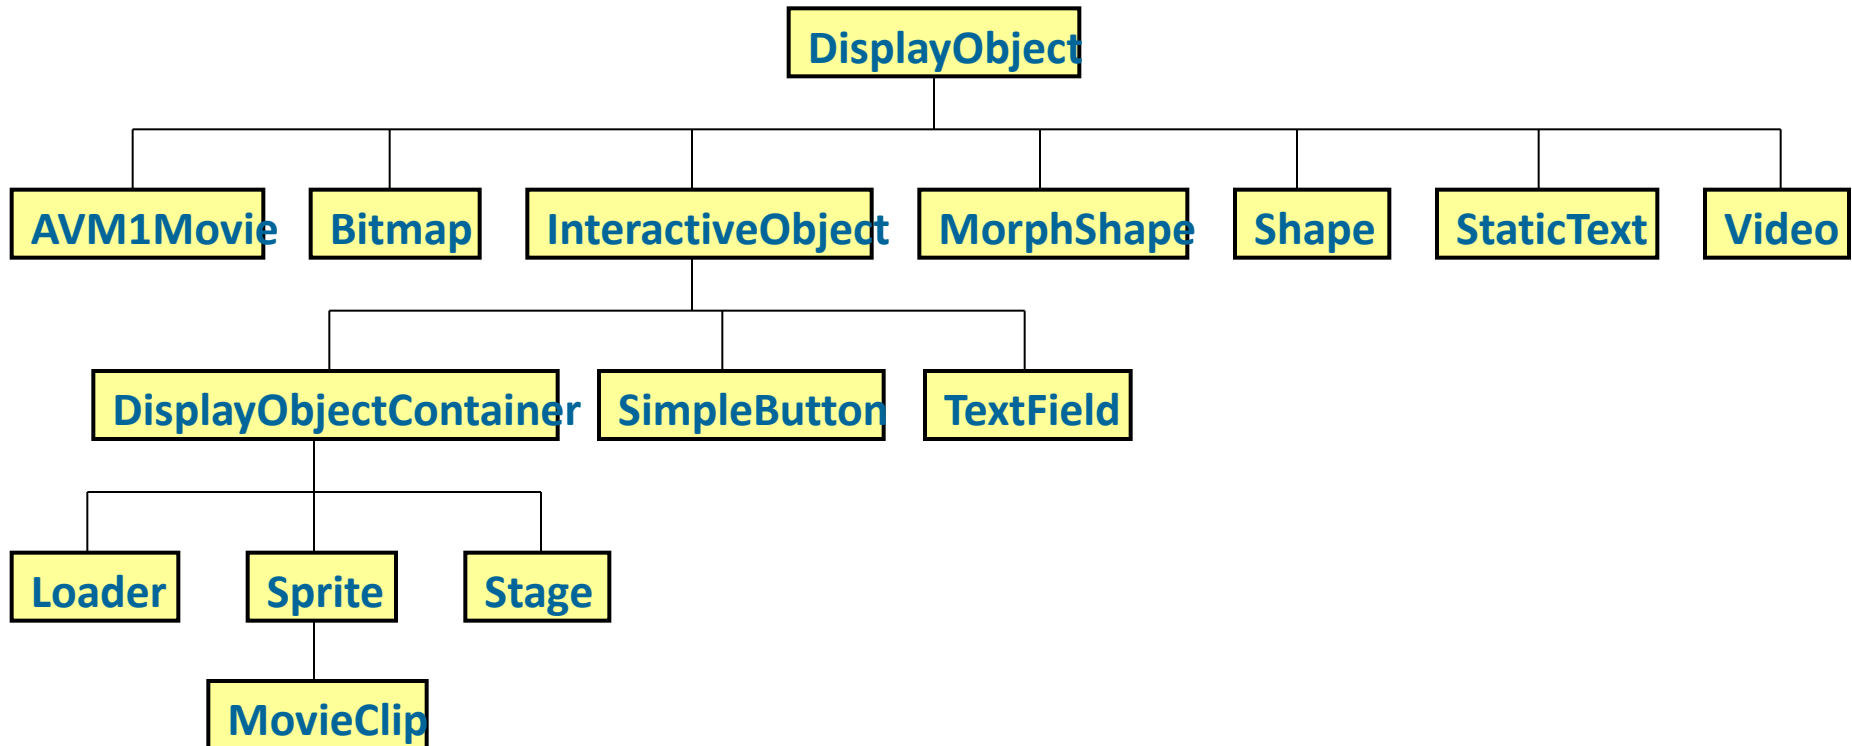 DisplayObject
AVM1Movie
Bitmap
InteractiveObject
MorphShape
Shape
StaticText
Video
DisplayObjectContainer
SimpleButton
TextField
Loader
Sprite
Stage
MovieClip